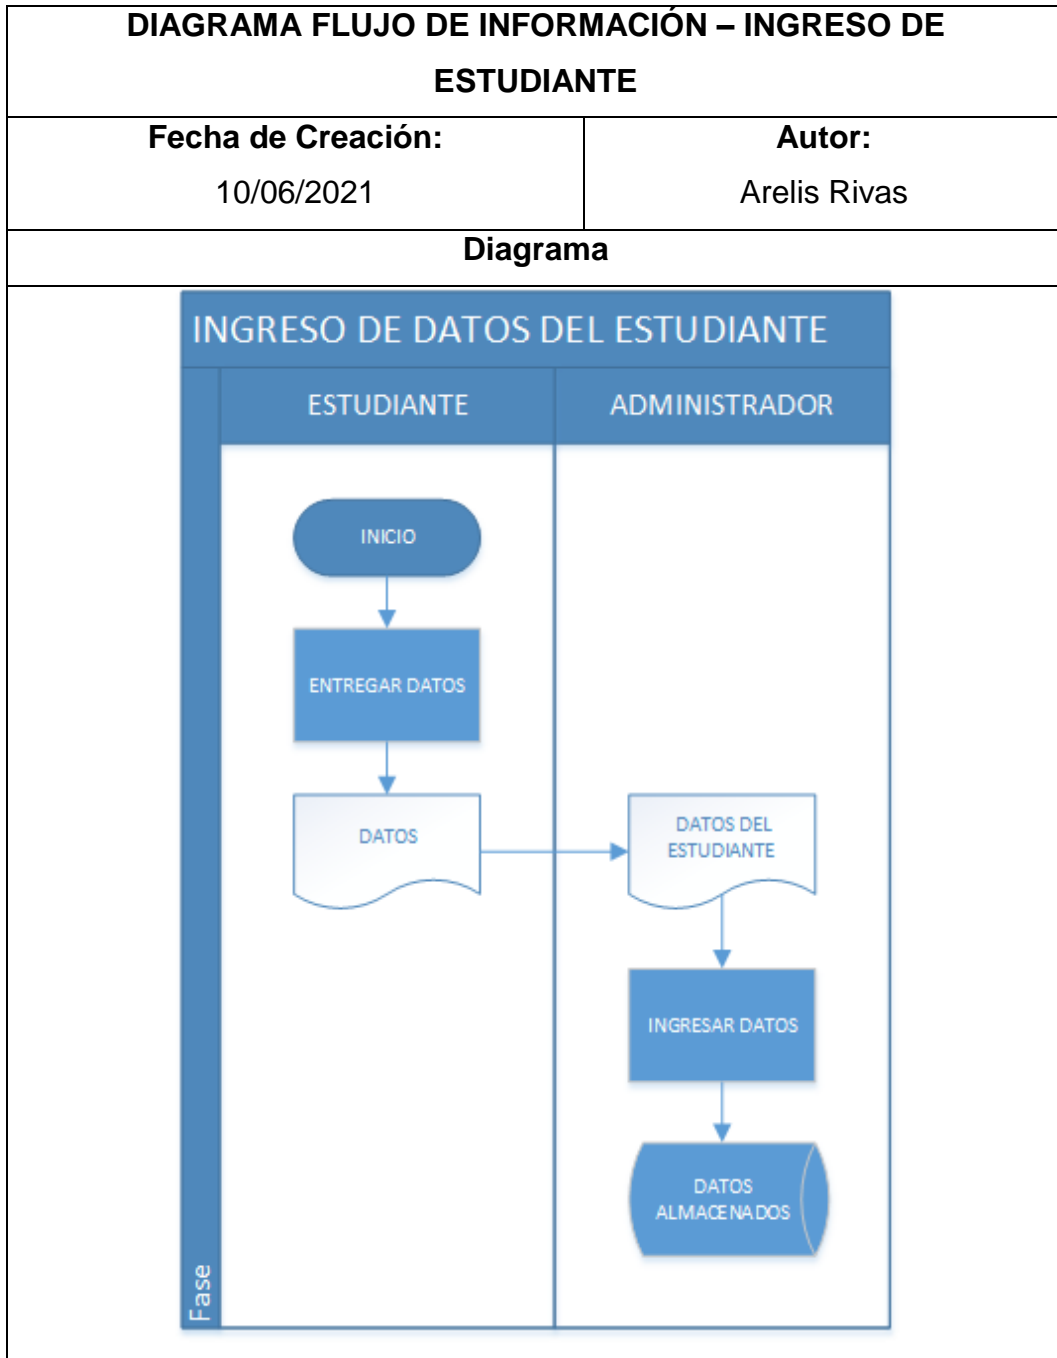 DIAGRAMA FLUJO DE INFORMACIÓN – INGRESO DE
ESTUDIANTE
Fecha de Creación:
10/06/2021
Autor:
Arelis Rivas
Diagrama
INGRESO DE DATOS DEL ESTUDIANTE
ESTUDIANTE
ADMINISTRADOR
INICIO
ENTREGAR DATOS
DATOS
DATOS DEL
ESTUDIANTE
INGRESAR DATOS
DATOS
ALMACENADOS
Fase